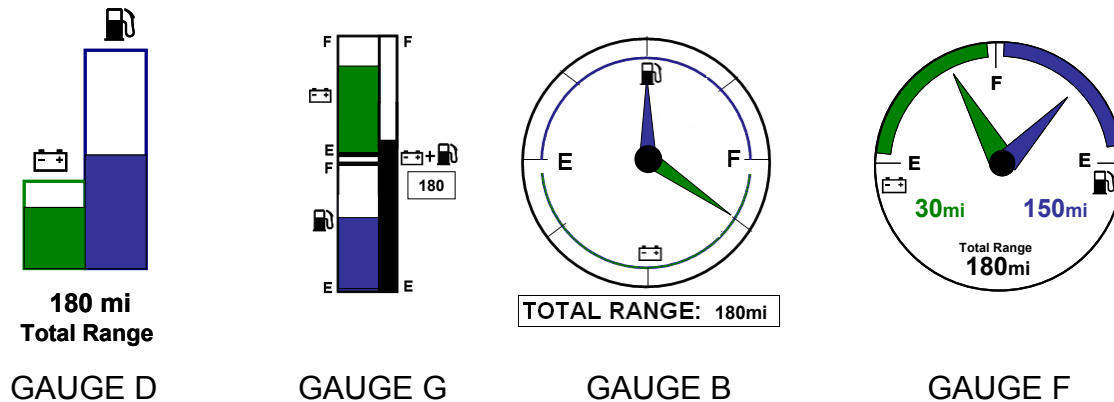 180 mi
Total Range
GAUGE D
F F
E
F
180
E E
GAUGE G
E F
TOTAL RANGE: 180mi
GAUGE B
F
E E
30mi 150mi
Total Range
180mi
GAUGE F